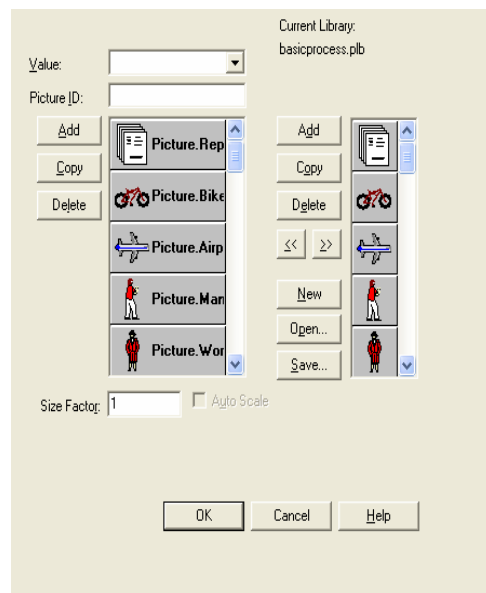 Current Library:
basicprocess.plb
Value:
Picture ID:
Add
Copy
Delete
Picture.Rep
Picture.Bike
Picture.Airp
Picture.Man
Picture.Wor
Add
Copy
Delete
<<
>>
New
Open...
Save...
Size Factor:
1
Auto Scale
OK
Cancel
Help